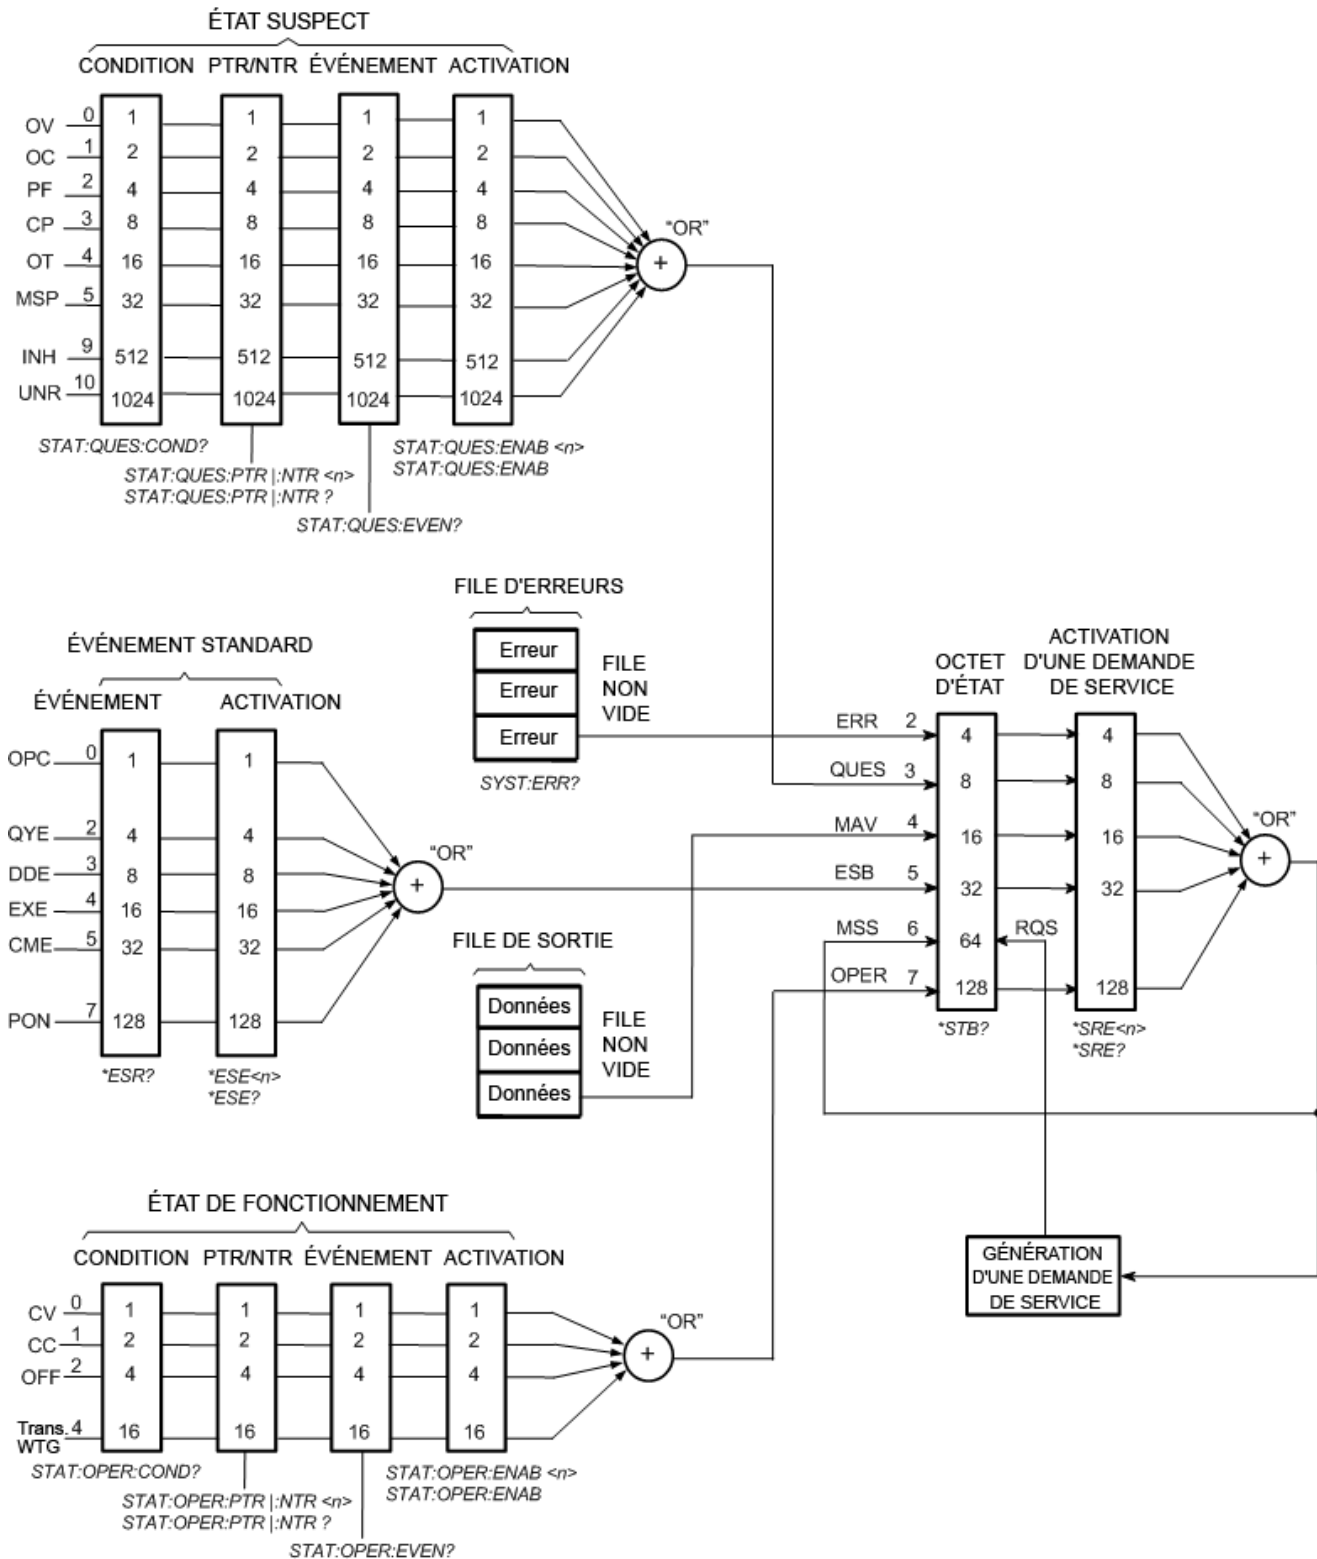 ÉTAT SUSPECT
CONDITION PTR/NTR ÉVÉNEMENT ACTIVATION
OV 0 1 1 1 1
OC 1 2 2 2 2
PF 2 4 4 4 4
CP 3 8 8 8 8
OT 4 16 16 16 16
MSP 5 32 32 32 32
INH 9 512 512 512 512
UNR 10 1024 1024 1024 1024
"OR"
+
STAT:QUES:COND?
STAT:QUES:PTR |:NTR <n>
STAT:QUES:PTR |:NTR ?
STAT:QUES:EVEN?
STAT:QUES:ENAB <n>
STAT:QUES:ENAB
FILE D'ERREURS
Erreur
Erreur
Erreur
FILE
NON
VIDE
SYST:ERR?
ÉVÉNEMENT STANDARD
ÉVÉNEMENT ACTIVATION
OPC 0 1 1
QYE 2 4 4
DDE 3 8 8
EXE 4 16 16
CME 5 32 32
PON 7 128 128
"OR"
+
*ESR?
*ESE<n>
*ESE?
FILE DE SORTIE
Données
Données
Données
FILE
NON
VIDE
OCTET
D'ÉTAT
ACTIVATION
D'UNE DEMANDE
DE SERVICE
ERR 2 4 4
QUES 3 8 8
MAV 4 16 16
ESB 5 32 32
MSS 6 64 RQS
OPER 7 128 128
"OR"
+
*STB?
*SRE<n>
*SRE?
GÉNÉRATION
D'UNE DEMANDE
DE SERVICE
ÉTAT DE FONCTIONNEMENT
CONDITION PTR/NTR ÉVÉNEMENT ACTIVATION
CV 0 1 1 1 1
CC 1 2 2 2 2
OFF 2 4 4 4 4
Trans. 4 16 16 16 16
WTG
"OR"
+
STAT:OPER:COND?
STAT:OPER:PTR |:NTR <n>
STAT:OPER:PTR |:NTR ?
STAT:OPER:EVEN?
STAT:OPER:ENAB <n>
STAT:OPER:ENAB